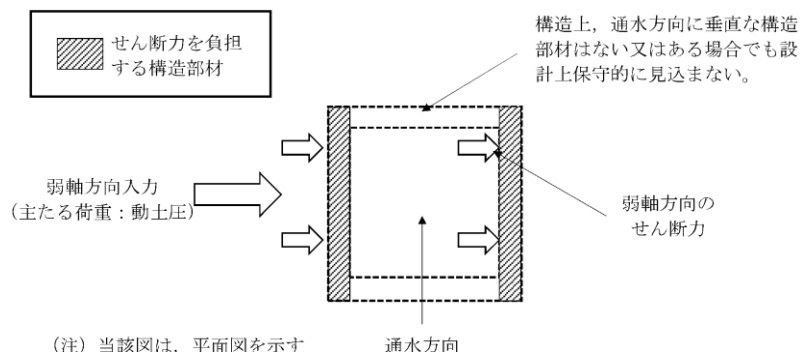 せん断力を負担
する構造部材
構造上，通水方向に垂直な構造
部材はない又はある場合でも設
計上保守的に見込まない。
弱軸方向入力
（主たる荷重：動土圧）
弱軸方向の
せん断力
（注）当該図は，平面図を示す
通水方向